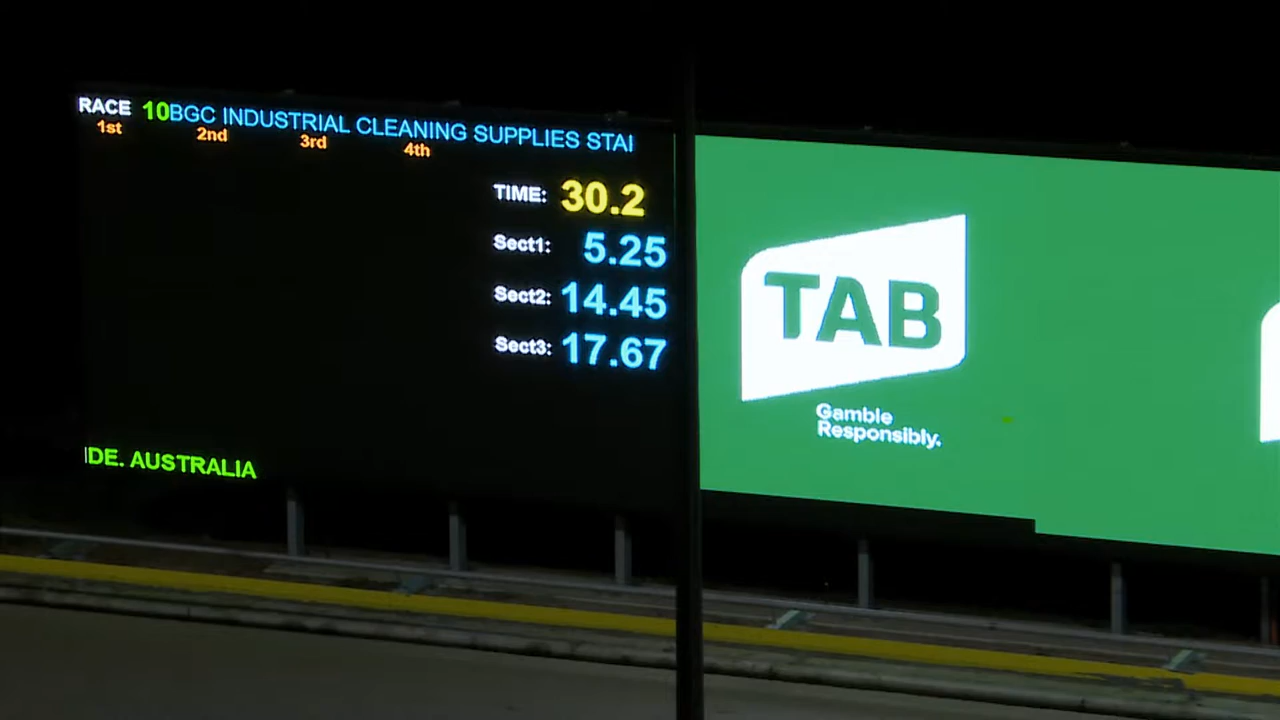 RACE 10BGC INDUSTRIAL CLEANING SUPPLIES STAI
1st 2nd 3rd 4th
TIME: 30.2
Sect1: 5.25
Sect2: 14.45
Sect3: 17.67
IDE. AUSTRALIA
TAB
Gamble
Responsibly.